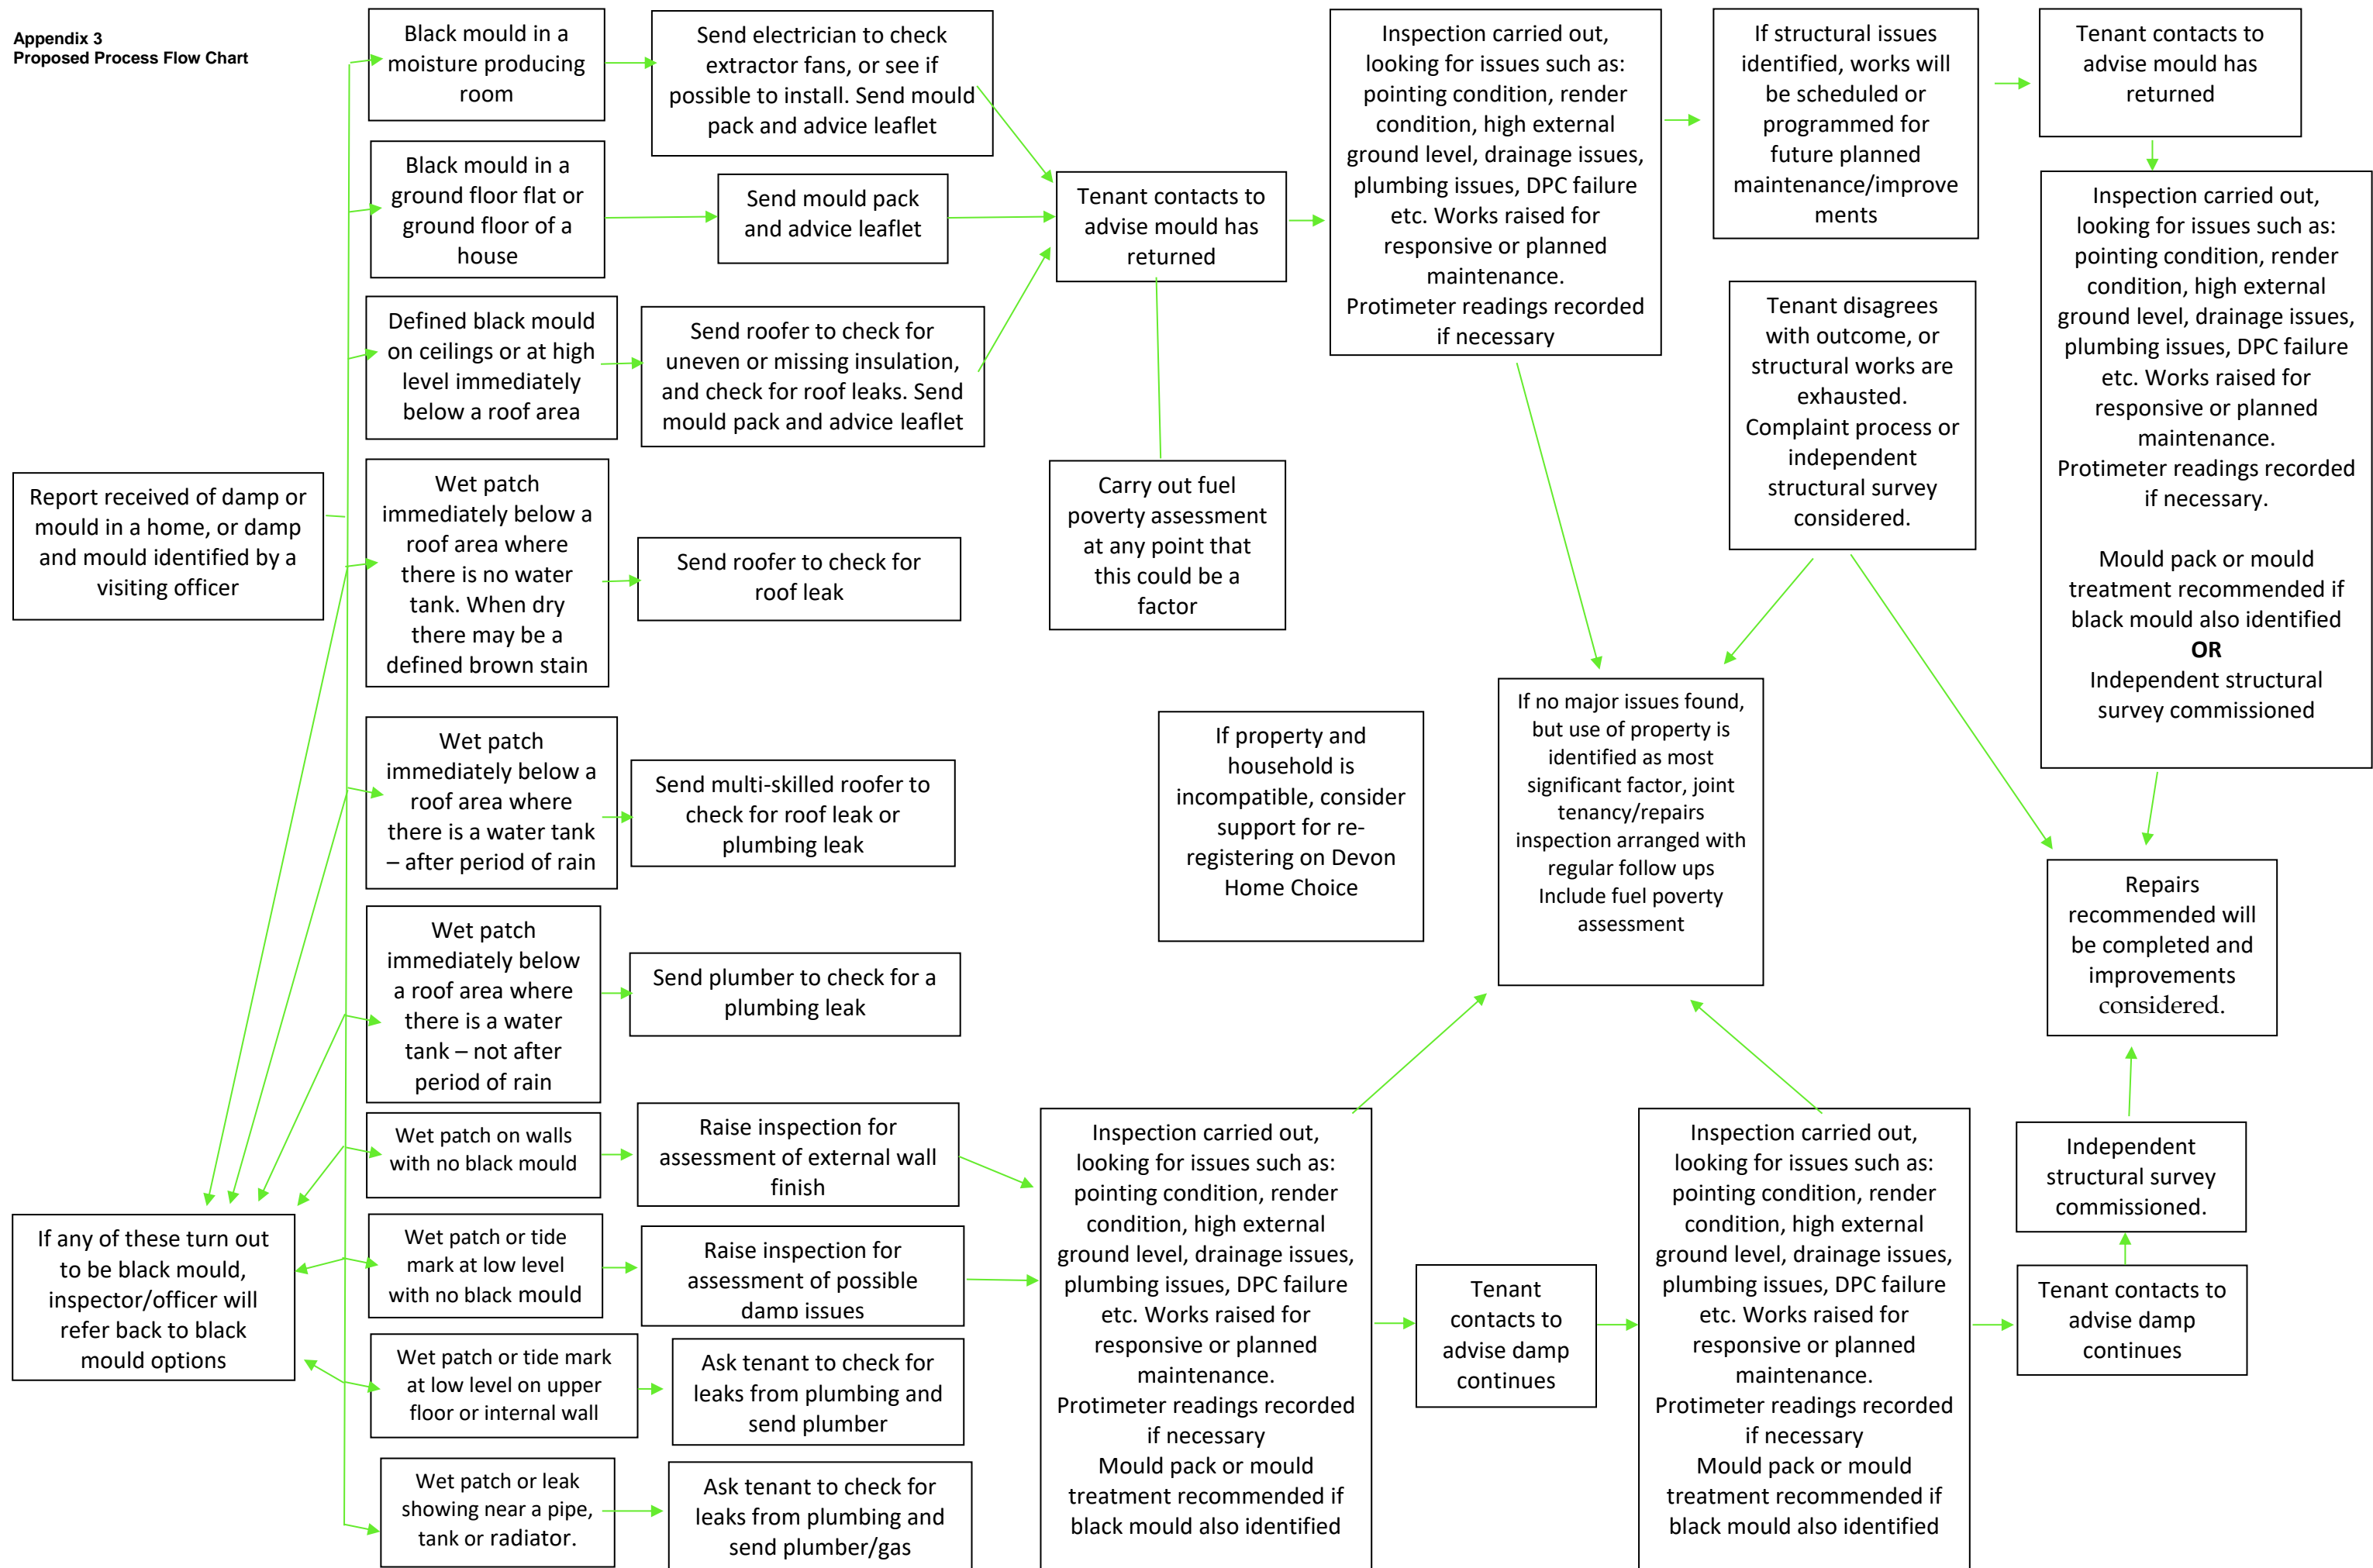 Appendix 3
Proposed Process Flow Chart
Black mould in a
moisture producing
room
Send electrician to check
extractor fans, or see if
possible to install. Send mould
pack and advice leaflet
Inspection carried out,
looking for issues such as:
pointing condition, render
condition, high external
ground level, drainage issues,
plumbing issues, DPC failure
etc. Works raised for
responsive or planned
maintenance.
Protimeter readings recorded
if necessary
If structural issues
identified, works will
be scheduled or
programmed for
future planned
maintenance/improve
ments
Tenant contacts to
advise mould has
returned
Black mould in a
ground floor flat or
ground floor of a
house
Send mould pack
and advice leaflet
Tenant contacts to
advise mould has
returned
Inspection carried out,
looking for issues such as:
pointing condition, render
condition, high external
ground level, drainage issues,
plumbing issues, DPC failure
etc. Works raised for
responsive or planned
maintenance.
Protimeter readings recorded
if necessary.
Mould pack or mould
treatment recommended if
black mould also identified
OR
Independent structural
survey commissioned
Defined black mould
on ceilings or at high
level immediately
below a roof area
Send roofer to check for
uneven or missing insulation,
and check for roof leaks. Send
mould pack and advice leaflet
Tenant disagrees
with outcome, or
structural works are
exhausted.
Complaint process or
independent
structural survey
considered.
Report received of damp or
mould in a home, or damp
and mould identified by a
visiting officer
Wet patch
immediately below a
roof area where
there is no water
tank. When dry
there may be a
defined brown stain
Send roofer to check for
roof leak
Carry out fuel
poverty assessment
at any point that
this could be a
factor
Wet patch
immediately below a
roof area where
there is a water tank
– after period of rain
Send multi-skilled roofer to
check for roof leak or
plumbing leak
If property and
household is
incompatible, consider
support for re-
registering on Devon
Home Choice
If no major issues found,
but use of property is
identified as most
significant factor, joint
tenancy/repairs
inspection arranged with
regular follow ups
Include fuel poverty
assessment
Repairs
recommended will
be completed and
improvements
considered.
Wet patch
immediately below
a roof area where
there is a water
tank – not after
period of rain
Send plumber to check for a
plumbing leak
Wet patch on walls
with no black mould
Raise inspection for
assessment of external wall
finish
Inspection carried out,
looking for issues such as:
pointing condition, render
condition, high external
ground level, drainage issues,
plumbing issues, DPC failure
etc. Works raised for
responsive or planned
maintenance.
Protimeter readings recorded
if necessary
Mould pack or mould
treatment recommended if
black mould also identified
Inspection carried out,
looking for issues such as:
pointing condition, render
condition, high external
ground level, drainage issues,
plumbing issues, DPC failure
etc. Works raised for
responsive or planned
maintenance.
Protimeter readings recorded
if necessary
Mould pack or mould
treatment recommended if
black mould also identified
Independent
structural survey
commissioned.
If any of these turn out
to be black mould,
inspector/officer will
refer back to black
mould options
Wet patch or tide
mark at low level
with no black mould
Raise inspection for
assessment of possible
damp issues
Tenant
contacts to
advise damp
continues
Tenant contacts to
advise damp
continues
Wet patch or tide mark
at low level on upper
floor or internal wall
Ask tenant to check for
leaks from plumbing and
send plumber
Wet patch or leak
showing near a pipe,
tank or radiator.
Ask tenant to check for
leaks from plumbing and
send plumber/gas